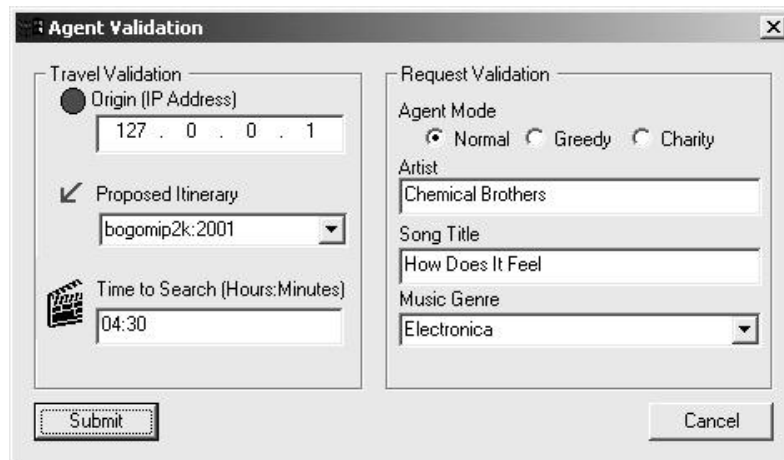 Agent Validation
Travel Validation
Origin (IP Address)
127 . 0 . 0 . 1
Proposed Itinerary
bogomip2k:2001
Time to Search (Hours:Minutes)
04:30
Request Validation
Agent Mode
Normal Greedy Charity
Artist
Chemical Brothers
Song Title
How Does It Feel
Music Genre
Electronica
Submit
Cancel